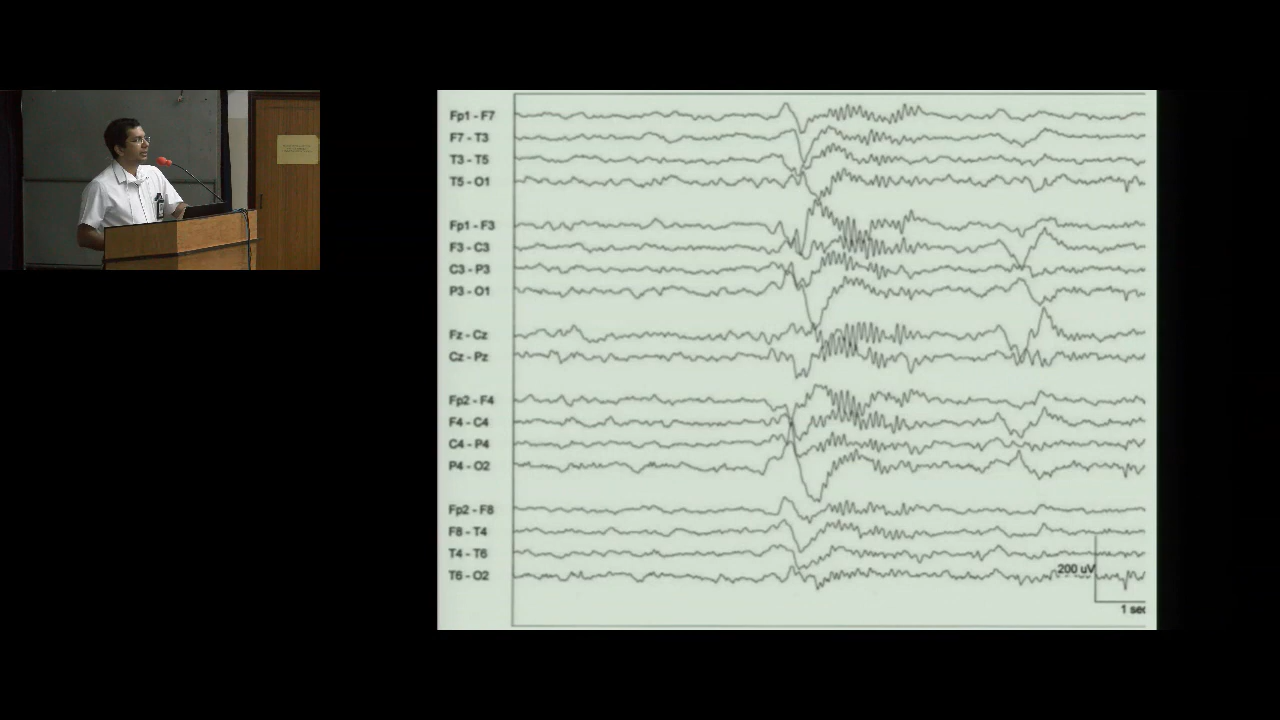 Fp1 - F7
F7 - T3
T3 - T5
T5 - O1
Fp1 - F3
F3 - C3
C3 - P3
P3 - O1
Fz - Cz
Cz - Pz
Fp2 - F4
F4 - C4
C4 - P4
P4 - O2
Fp2 - F8
F8 - T4
T4 - T6
T6 - O2
200 uV
1 sec